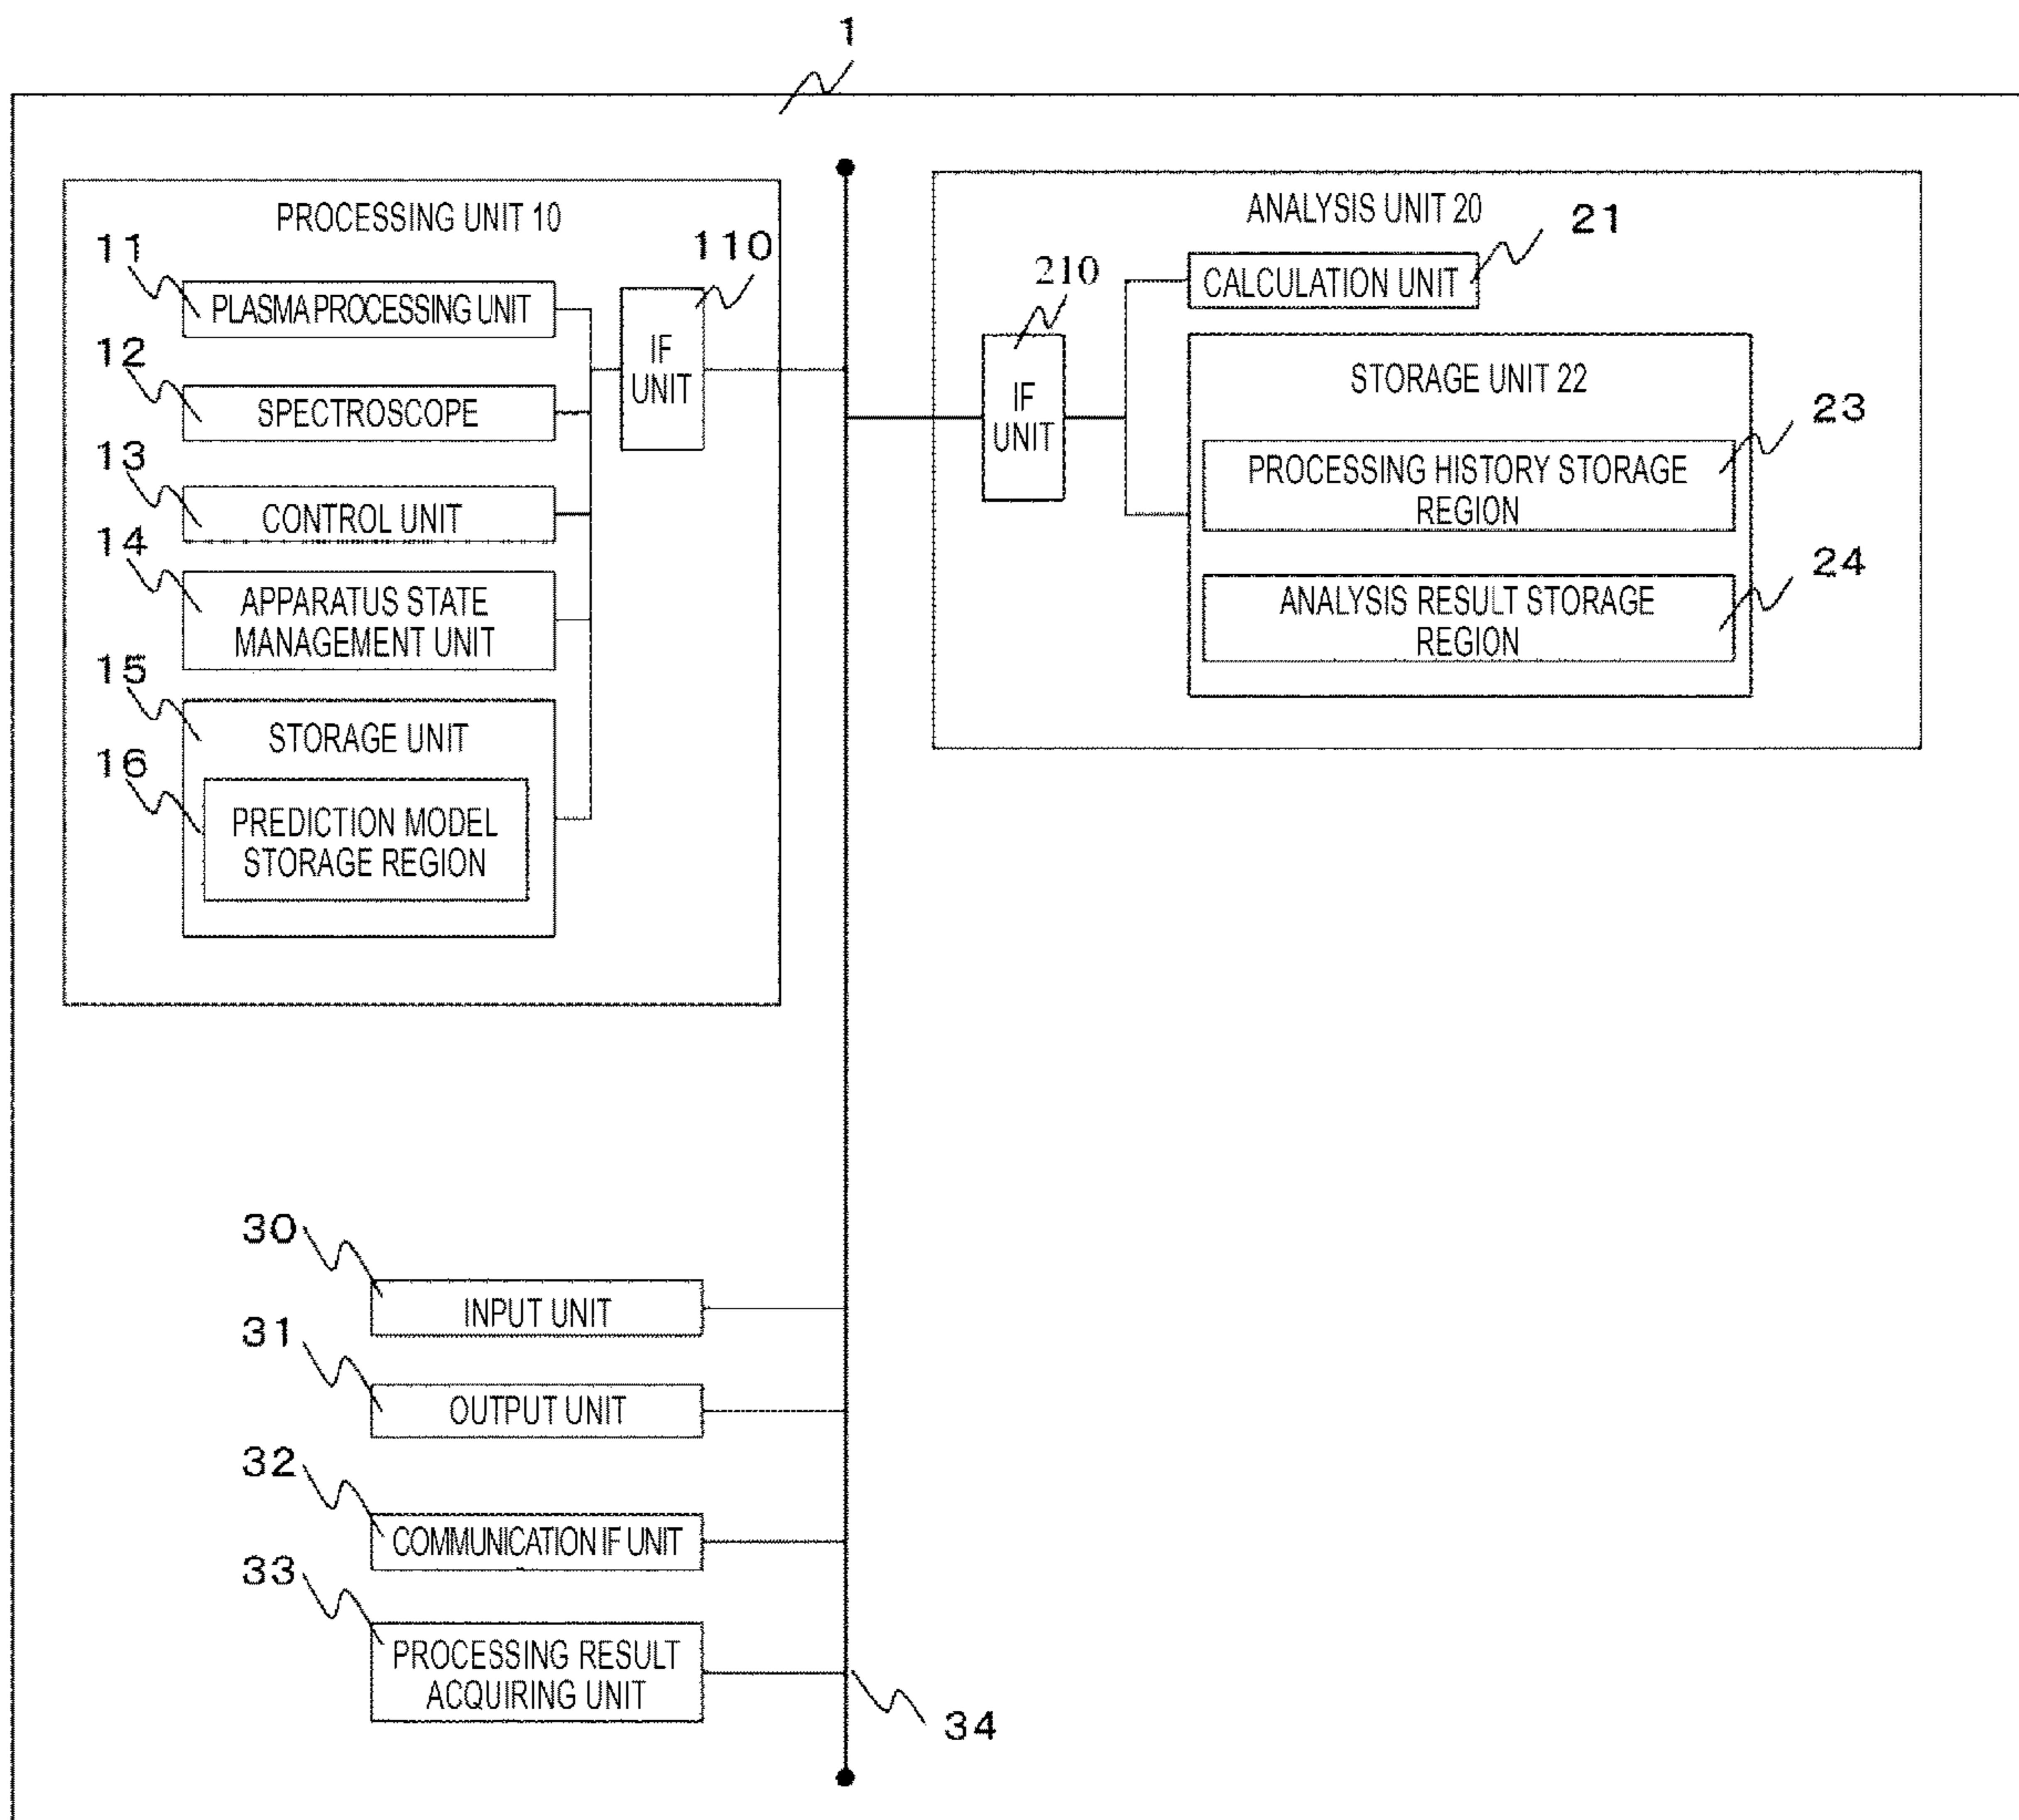 1
PROCESSING UNIT 10
11
110
PLASMA PROCESSING UNIT
IF
UNIT
12
SPECTROSCOPE
13
CONTROL UNIT
14
APPARATUS STATE
MANAGEMENT UNIT
15
STORAGE UNIT
16
PREDICTION MODEL
STORAGE REGION
ANALYSIS UNIT 20
21
210
CALCULATION UNIT
IF
UNIT
STORAGE UNIT 22
23
PROCESSING HISTORY STORAGE
REGION
24
ANALYSIS RESULT STORAGE
REGION
30
INPUT UNIT
31
OUTPUT UNIT
32
COMMUNICATION IF UNIT
33
PROCESSING RESULT
ACQUIRING UNIT
34